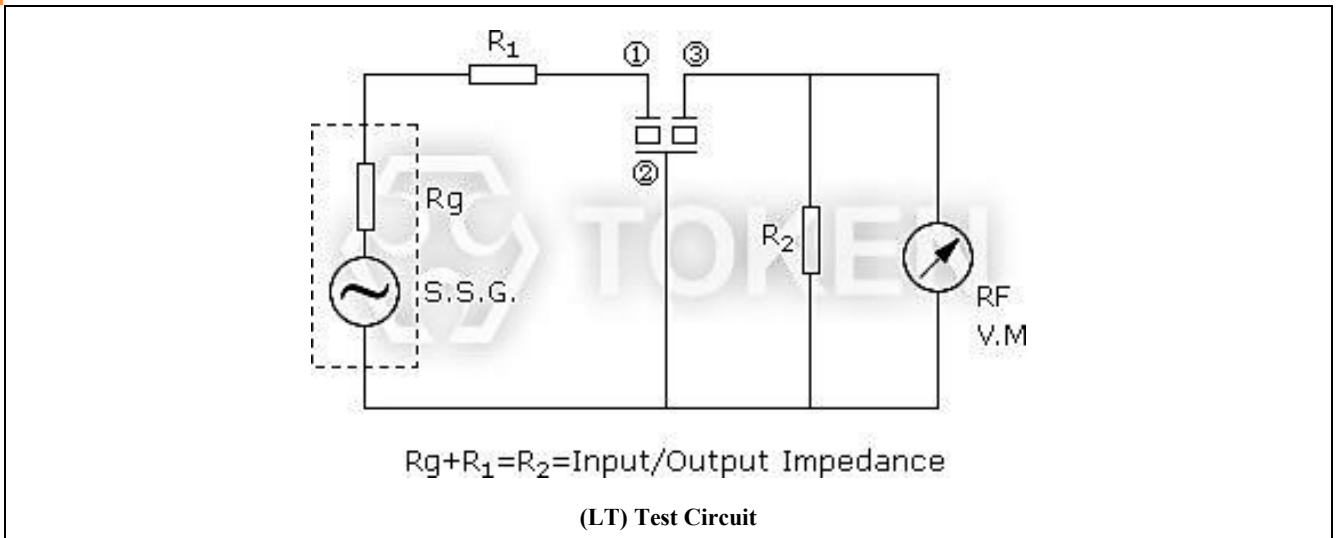 R1
①
③
②
Rg
S.S.G.
TOKEN
R2
RF
V.M
Rg+R1=R2=Input/Output Impedance
(LT) Test Circuit